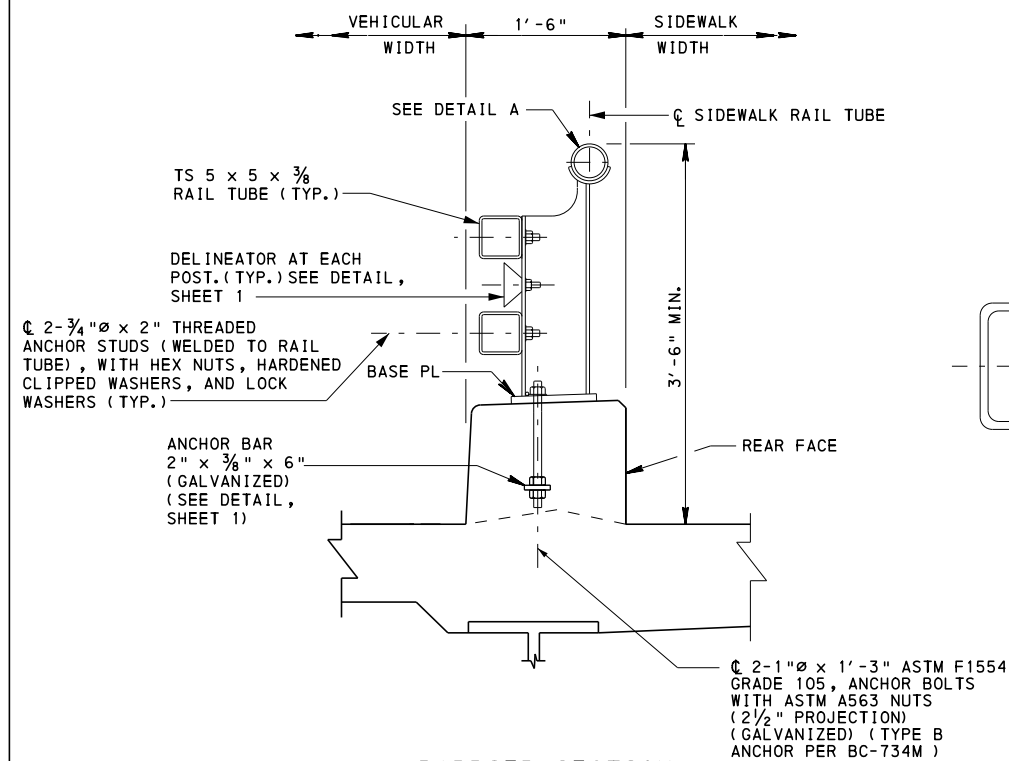 VEHICULAR
WIDTH
1'-6"
SIDEWALK
WIDTH
SEE DETAIL A
℄ SIDEWALK RAIL TUBE
TS 5 x 5 x ⅜
RAIL TUBE (TYP.)
DELINEATOR AT EACH
POST.(TYP.) SEE DETAIL,
SHEET 1
℄ 2-¾"Ø x 2" THREADED
ANCHOR STUDS (WELDED TO RAIL
TUBE), WITH HEX NUTS, HARDENED
CLIPPED WASHERS, AND LOCK
WASHERS (TYP.)
BASE PL
3'-6" MIN.
ANCHOR BAR
2" x ⅜" x 6"
(GALVANIZED)
(SEE DETAIL,
SHEET 1)
REAR FACE
℄ 2-1"Ø x 1'-3" ASTM F1554
GRADE 105, ANCHOR BOLTS
WITH ASTM A563 NUTS
(2½" PROJECTION)
(GALVANIZED) (TYPE B
ANCHOR PER BC-734M )